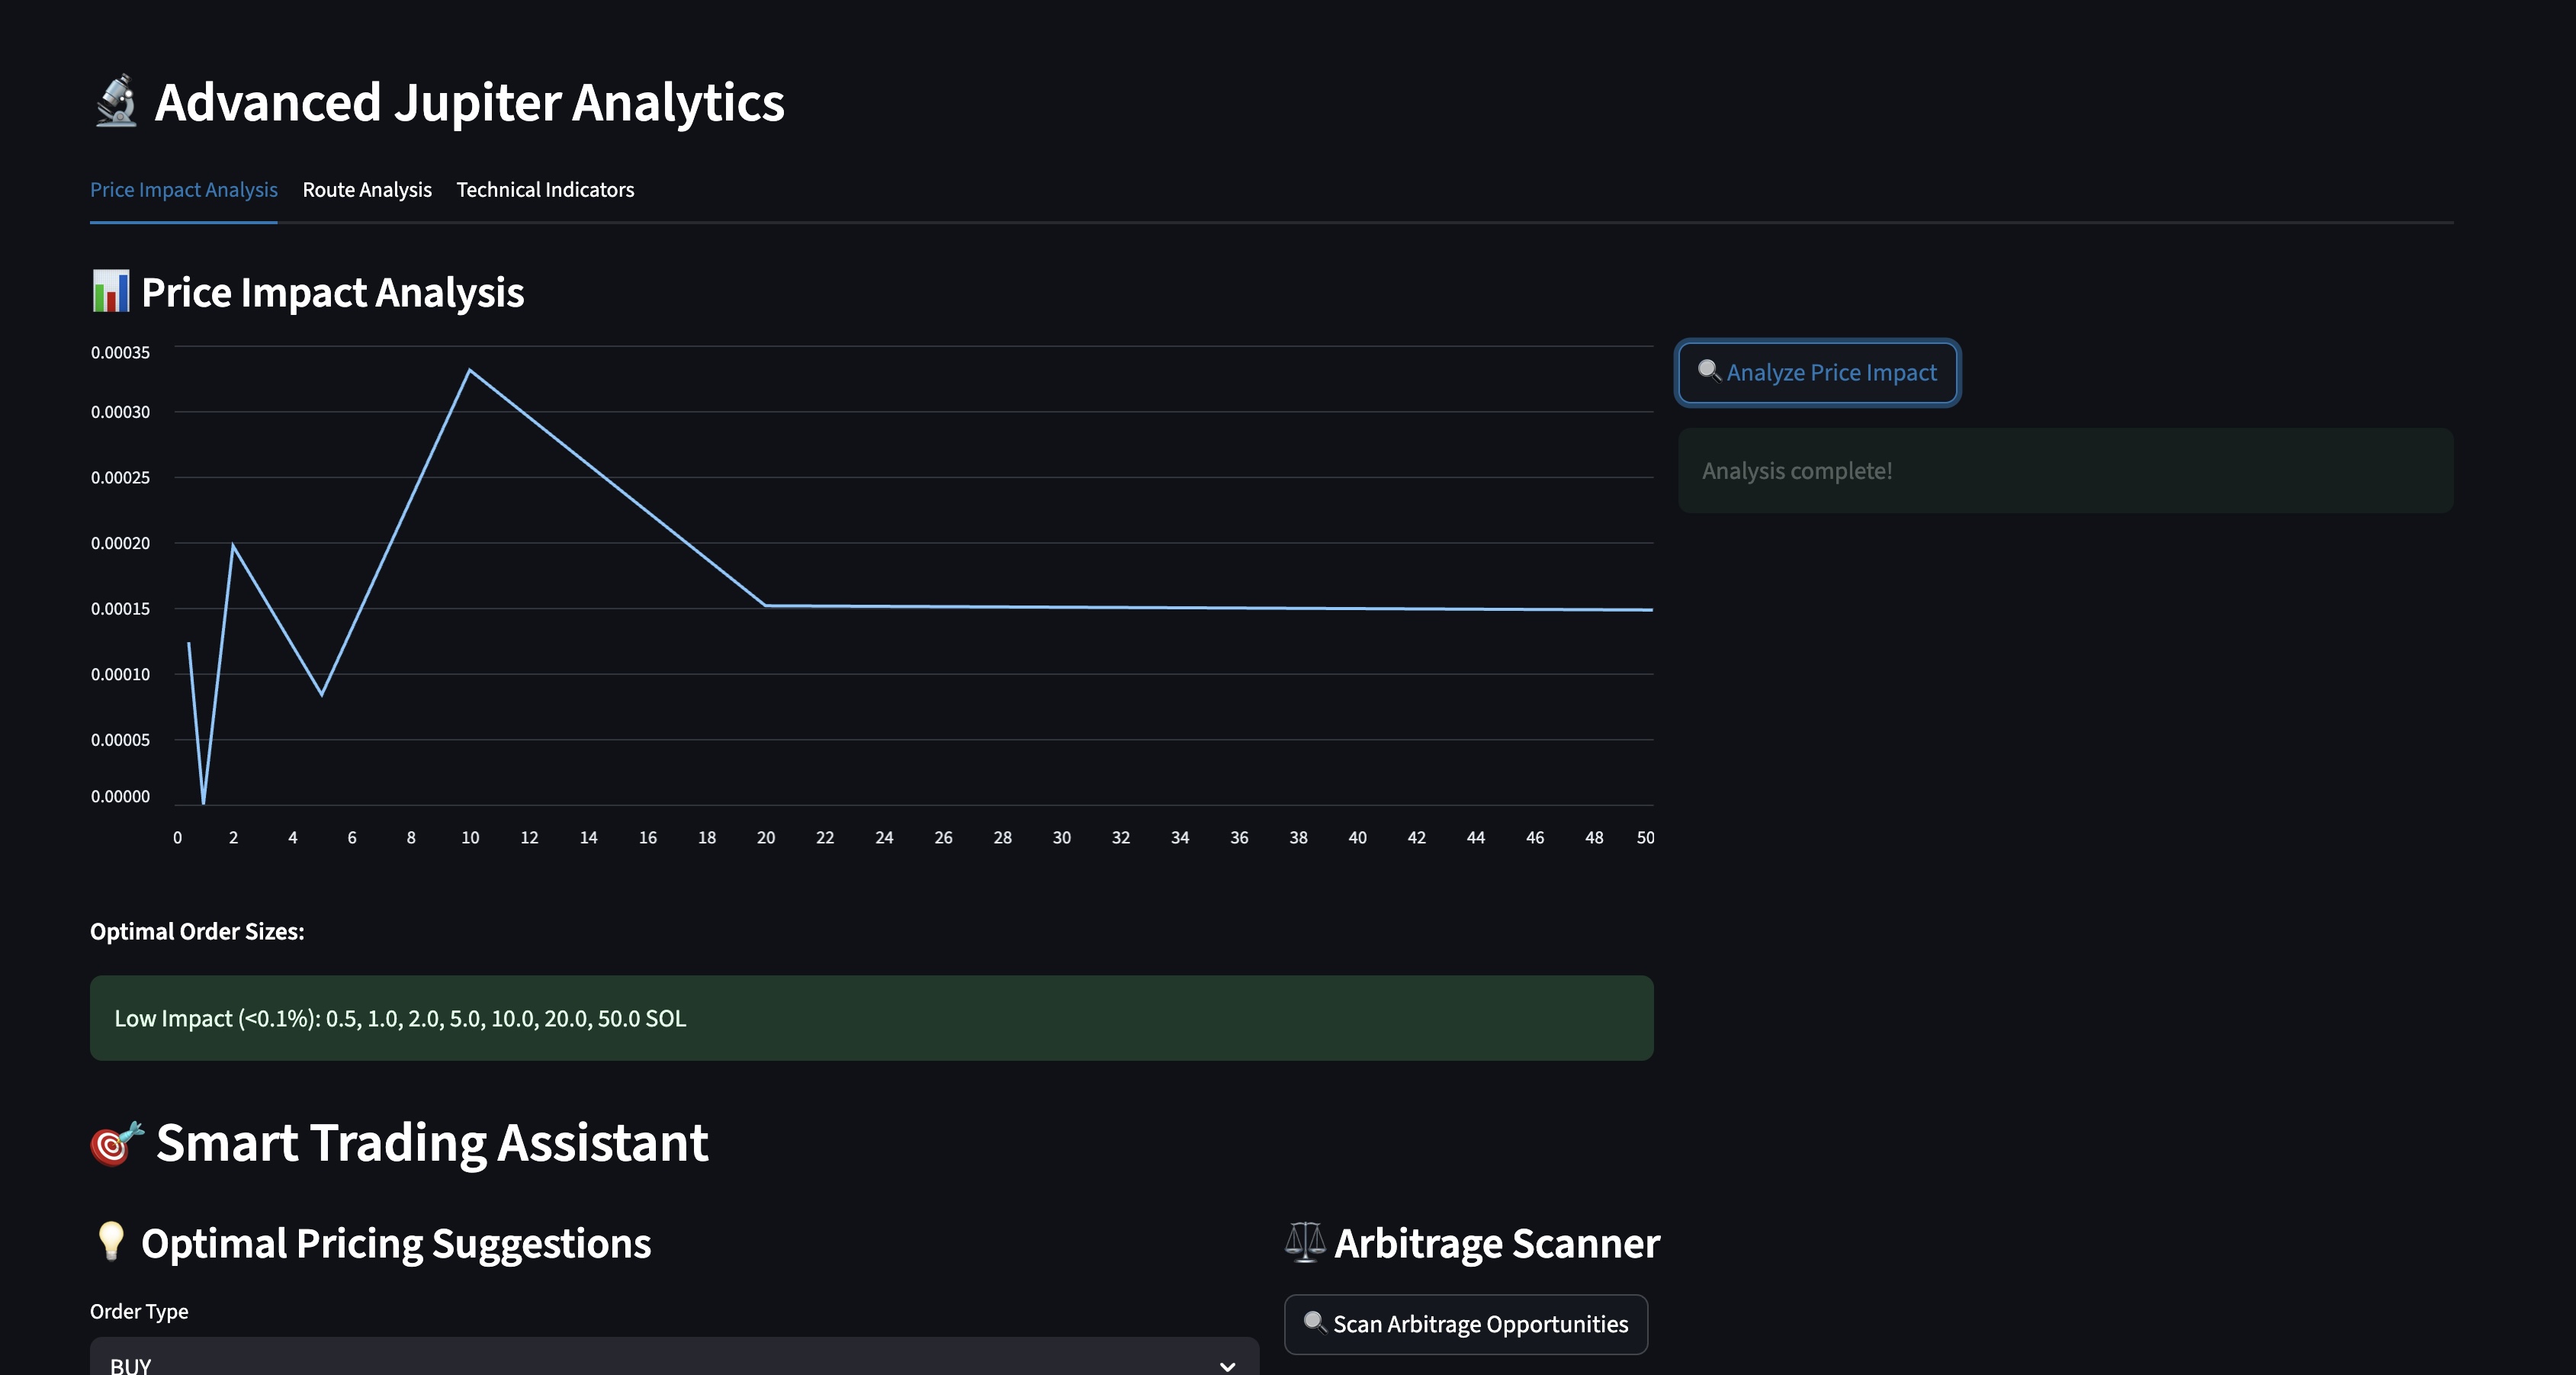 Advanced Jupiter Analytics
Price Impact Analysis Route Analysis Technical Indicators
Price Impact Analysis
0.00035
0.00030
0.00025
0.00020
0.00015
0.00010
0.00005
0.00000
0 2 4 6 8 10 12 14 16 18 20 22 24 26 28 30 32 34 36 38 40 42 44 46 48 50
Analyze Price Impact
Analysis complete!
Optimal Order Sizes:
Low Impact (<0.1%): 0.5, 1.0, 2.0, 5.0, 10.0, 20.0, 50.0 SOL
Smart Trading Assistant
Optimal Pricing Suggestions
Order Type
BUY
Arbitrage Scanner
Scan Arbitrage Opportunities